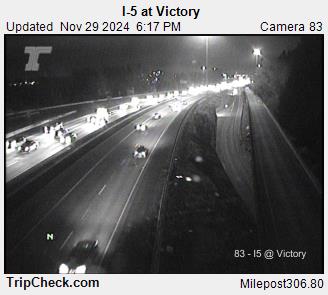 I-5 at Victory
Updated Nov 29 2024 6:17 PM Camera 83
T
N
83 - I5 @ Victory
TripCheck.com Milepost306.80